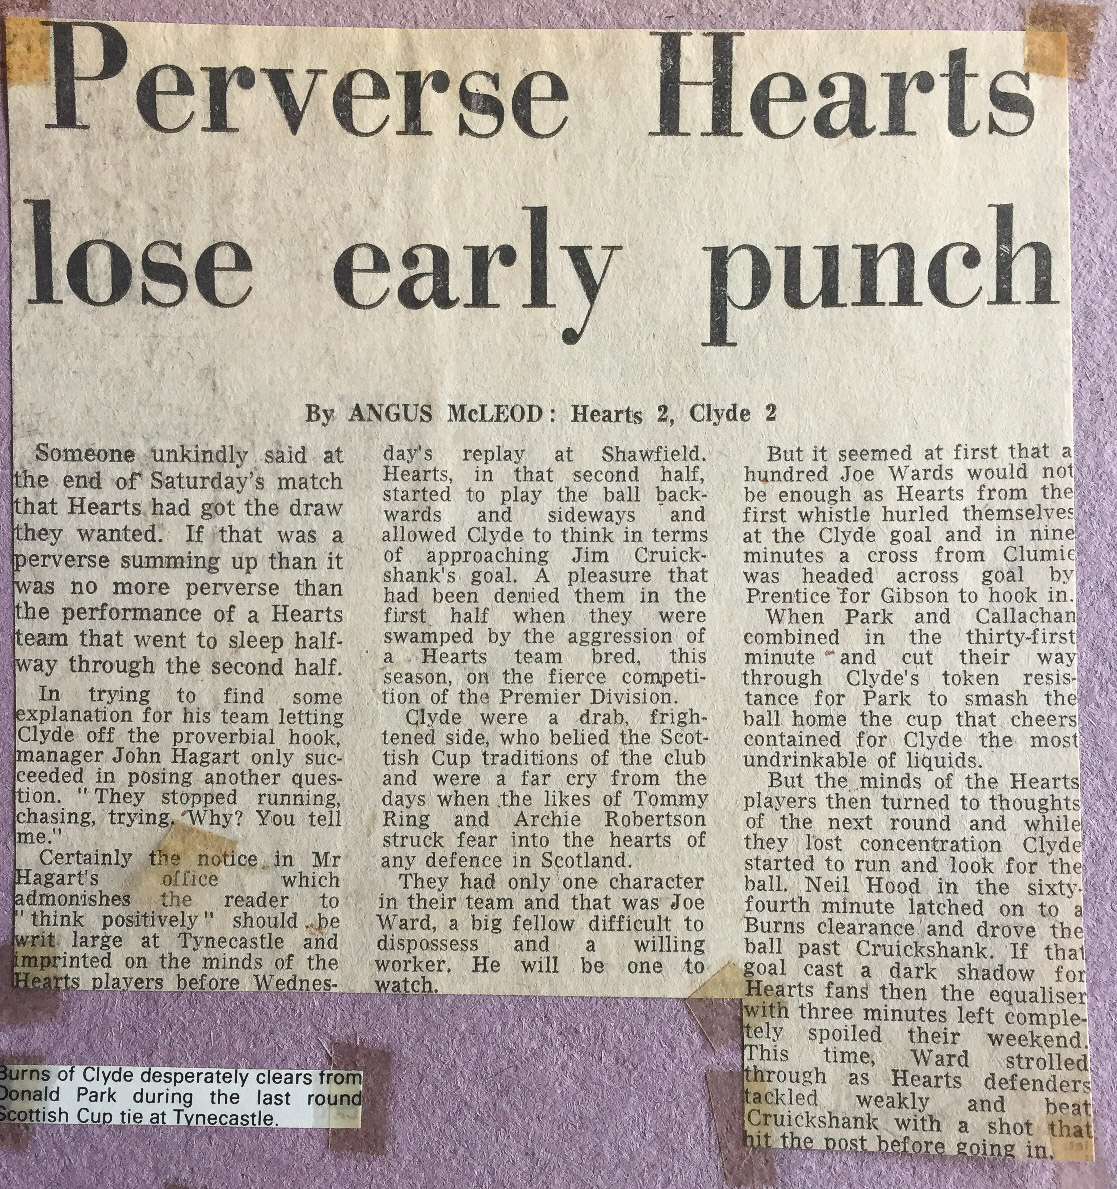 Perverse Hearts
lose early punch
By ANGUS McLEOD: Hearts 2, Clyde 2
Someone unkindly said at
the end of Saturday's match
that Hearts had got the draw
they wanted. If that was a
perverse summing up than it
was no more perverse than
the performance of a Hearts
team that went to sleep half-
way through the second half.
In trying to find some
explanation for his team letting
Clyde off the proverbial hook,
manager John Hagart only suc-
ceeded in posing another ques-
tion. "They stopped running,
chasing, trying. Why? You tell
me."
Certainly the notice in Mr
Hagart's office which
admonishes the reader to
"think positively" should be
writ large at Tynecastle and
imprinted on the minds of the
Hearts players before Wednes-
day's replay at Shawfield.
Hearts, in that second half,
started to play the ball back-
wards and sideways and
allowed Clyde to think in terms
of approaching Jim Cruick-
shank's goal. A pleasure that
had been denied them in the
first half when they were
swamped by the aggression of
a Hearts team bred, this
season, on the fierce competi-
tion of the Premier Division.
Clyde were a drab, frigh-
tened side, who belied the Scot-
tish Cup traditions of the club
and were a far cry from the
days when the likes of Tommy
Ring and Archie Robertson
struck fear into the hearts of
any defence in Scotland.
They had only one character
in their team and that was Joe
Ward, a big fellow difficult to
dispossess and a willing
worker. He will be one to
watch.
But it seemed at first that a
hundred Joe Wards would not
be enough as Hearts from the
first whistle hurled themselves
at the Clyde goal and in nine
minutes a cross from Clumie
was headed across goal by
Prentice for Gibson to hook in.
When Park and Callachan
combined in the thirty-first
minute and cut their way
through Clyde's token resis-
tance for Park to smash the
ball home the cup that cheers
contained for Clyde the most
undrinkable of liquids.
But the minds of the Hearts
players then turned to thoughts
of the next round and while
they lost concentration Clyde
started to run and look for the
ball. Neil Hood in the sixty-
fourth minute latched on to a
Burns clearance and drove the
ball past Cruickshank. If that
goal cast a dark shadow for
Hearts fans then the equaliser
with three minutes left comple-
tely spoiled their weekend.
This time, Ward strolled
through as Hearts defenders
tackled weakly and beat
Cruickshank with a shot that
hit the post before going in.
Burns of Clyde desperately clears from
Donald Park during the last round
Scottish Cup tie at Tynecastle.